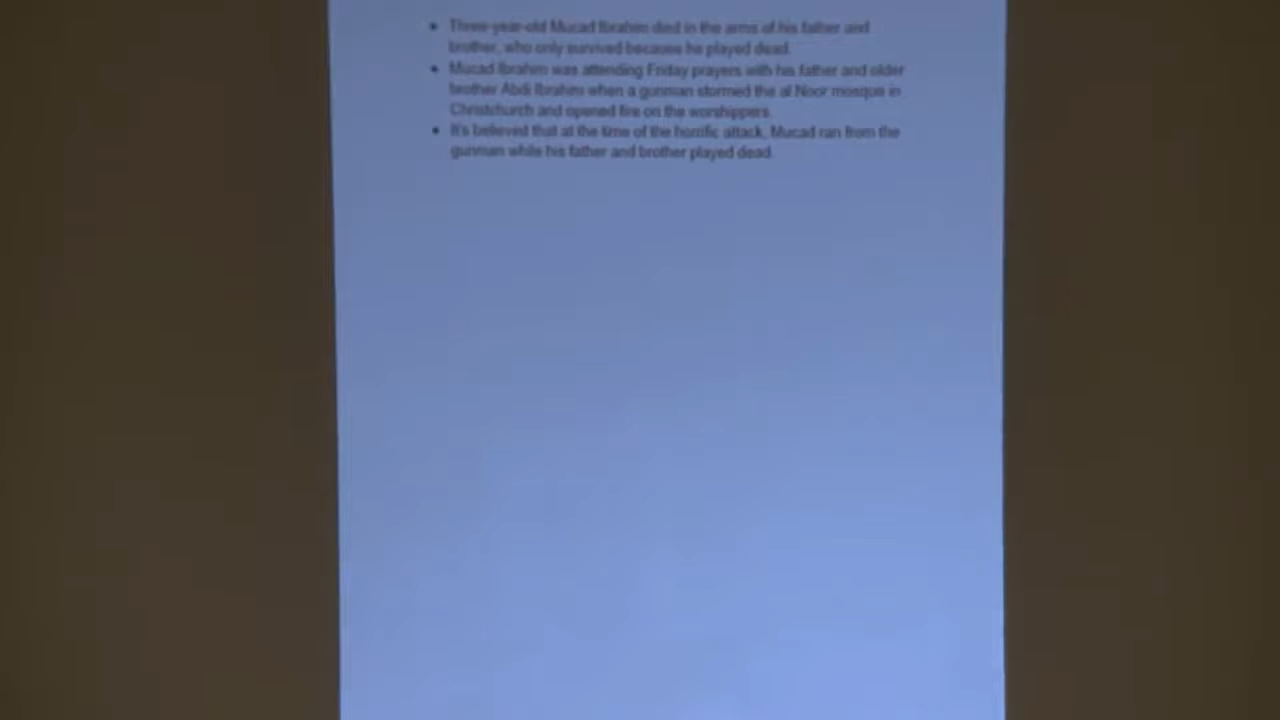 • Three-year-old Mucad Ibrahim died in the arms of his father and
brother, who only survived because he played dead.
• Mucad Ibrahim was attending Friday prayers with his father and older
brother Abdi Ibrahim when a gunman stormed the al Noor mosque in
Christchurch and opened fire on the worshippers.
• It's believed that at the time of the horrific attack, Mucad ran from the
gunman while his father and brother played dead.